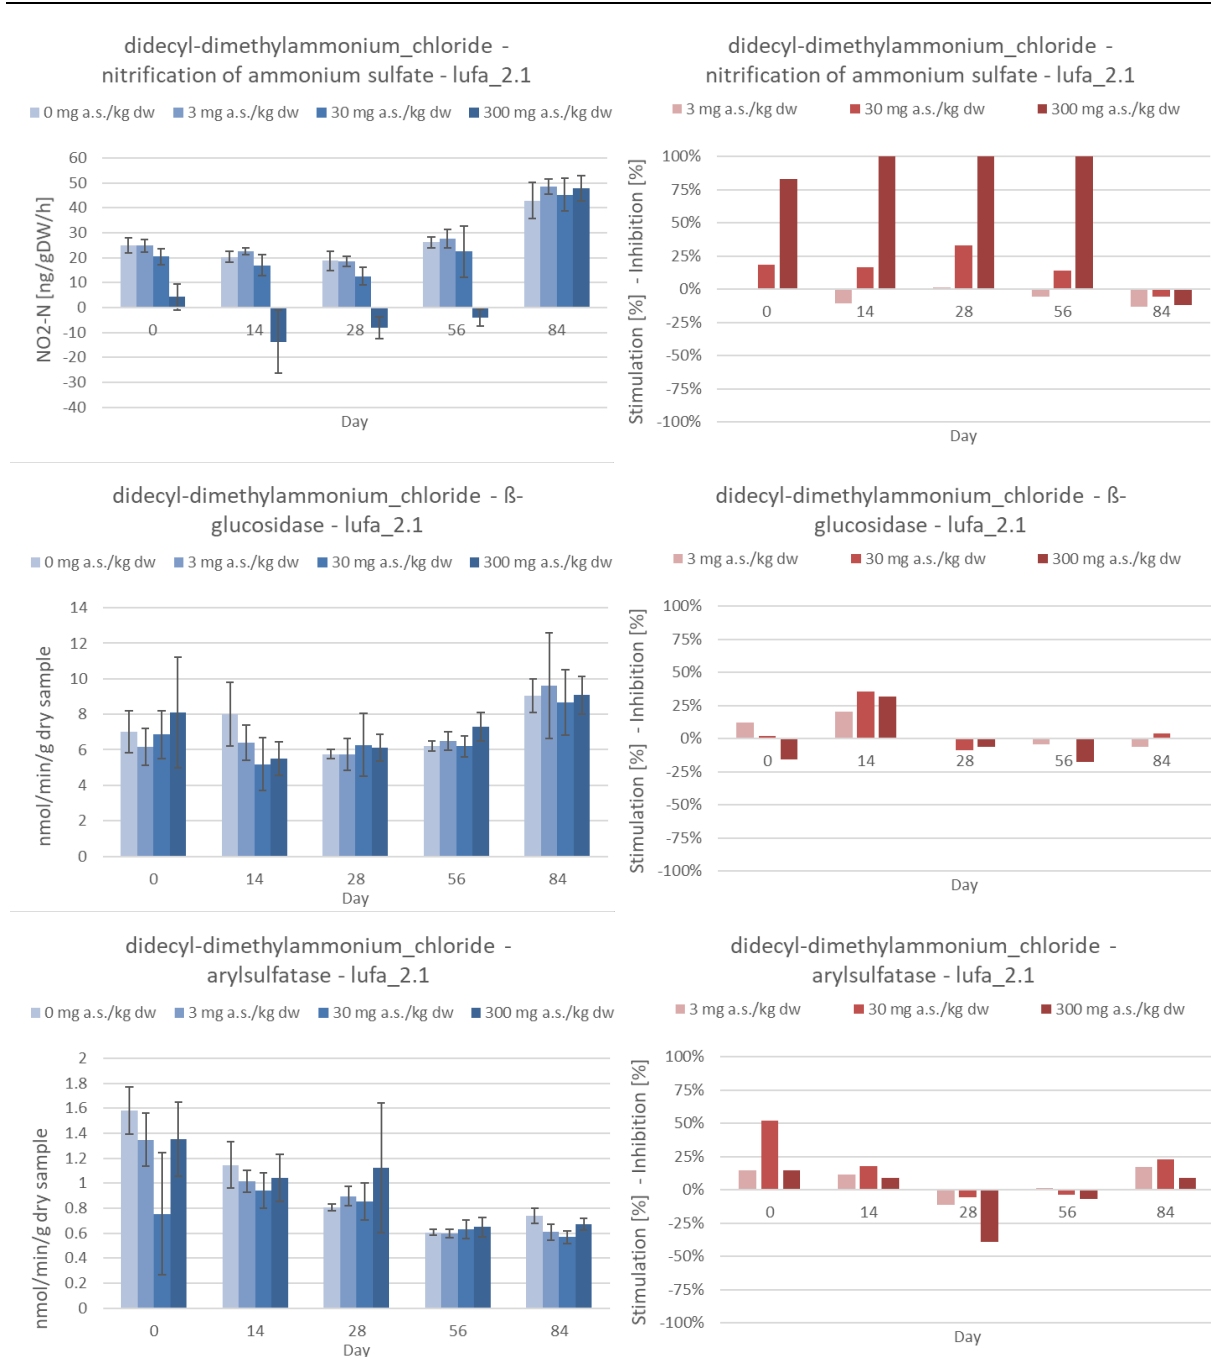 didecyl-dimethylammonium_chloride -
nitrification of ammonium sulfate - lufa_2.1
0 mg a.s./kg dw 3 mg a.s./kg dw 30 mg a.s./kg dw 300 mg a.s./kg dw
NO2-N [ng/gDW/h]
60
50
40
30
20
10
0
-10
-20
-30
-40
0 14 28 56 84
Day
didecyl-dimethylammonium_chloride -
nitrification of ammonium sulfate - lufa_2.1
3 mg a.s./kg dw 30 mg a.s./kg dw 300 mg a.s./kg dw
Stimulation [%] - Inhibition [%]
100%
75%
50%
25%
0%
-25%
-50%
-75%
-100%
0 14 28 56 84
Day
didecyl-dimethylammonium_chloride - ß-
glucosidase - lufa_2.1
0 mg a.s./kg dw 3 mg a.s./kg dw 30 mg a.s./kg dw 300 mg a.s./kg dw
nmol/min/g dry sample
14
12
10
8
6
4
2
0
0 14 28 56 84
Day
didecyl-dimethylammonium_chloride - ß-
glucosidase - lufa_2.1
3 mg a.s./kg dw 30 mg a.s./kg dw 300 mg a.s./kg dw
Stimulation [%] - Inhibition [%]
100%
75%
50%
25%
0%
-25%
-50%
-75%
-100%
0 14 28 56 84
Day
didecyl-dimethylammonium_chloride -
arylsulfatase - lufa_2.1
0 mg a.s./kg dw 3 mg a.s./kg dw 30 mg a.s./kg dw 300 mg a.s./kg dw
nmol/min/g dry sample
2
1.8
1.6
1.4
1.2
1
0.8
0.6
0.4
0.2
0
0 14 28 56 84
Day
didecyl-dimethylammonium_chloride -
arylsulfatase - lufa_2.1
3 mg a.s./kg dw 30 mg a.s./kg dw 300 mg a.s./kg dw
Stimulation [%] - Inhibition [%]
100%
75%
50%
25%
0%
-25%
-50%
-75%
-100%
0 14 28 56 84
Day